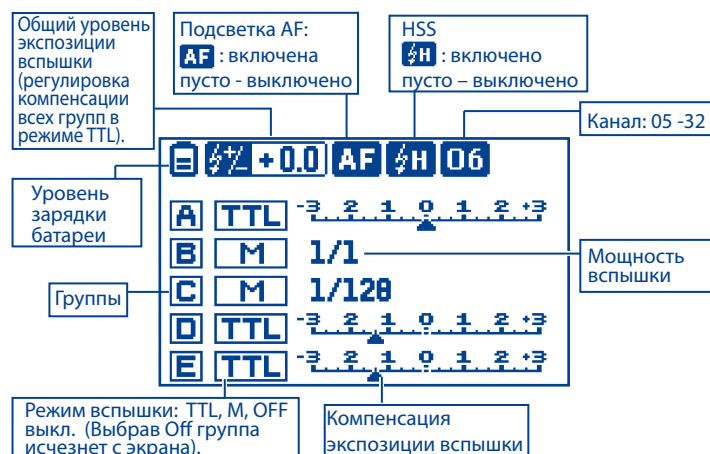 Общий уровень
экспозиции
вспышки
(регулировка
компенсации
всех групп в
режиме TTL).
Подсветка AF:
AF : включена
пусто - выключено
HSS
H : включено
пусто – выключено
Канал: 05 -32
+0.0 AF H 06
Уровень
зарядки
батареи
A TTL -3 2 1 0 1 2 +3
B M 1/1
Мощность
вспышки
Группы
C M 1/128
D TTL -3 2 1 0 1 2 +3
E TTL -3 2 1 0 1 2 +3
Режим вспышки: TTL, M, OFF
выкл. (Выбрав Off группа
исчезнет с экрана).
Компенсация
экспозиции вспышки